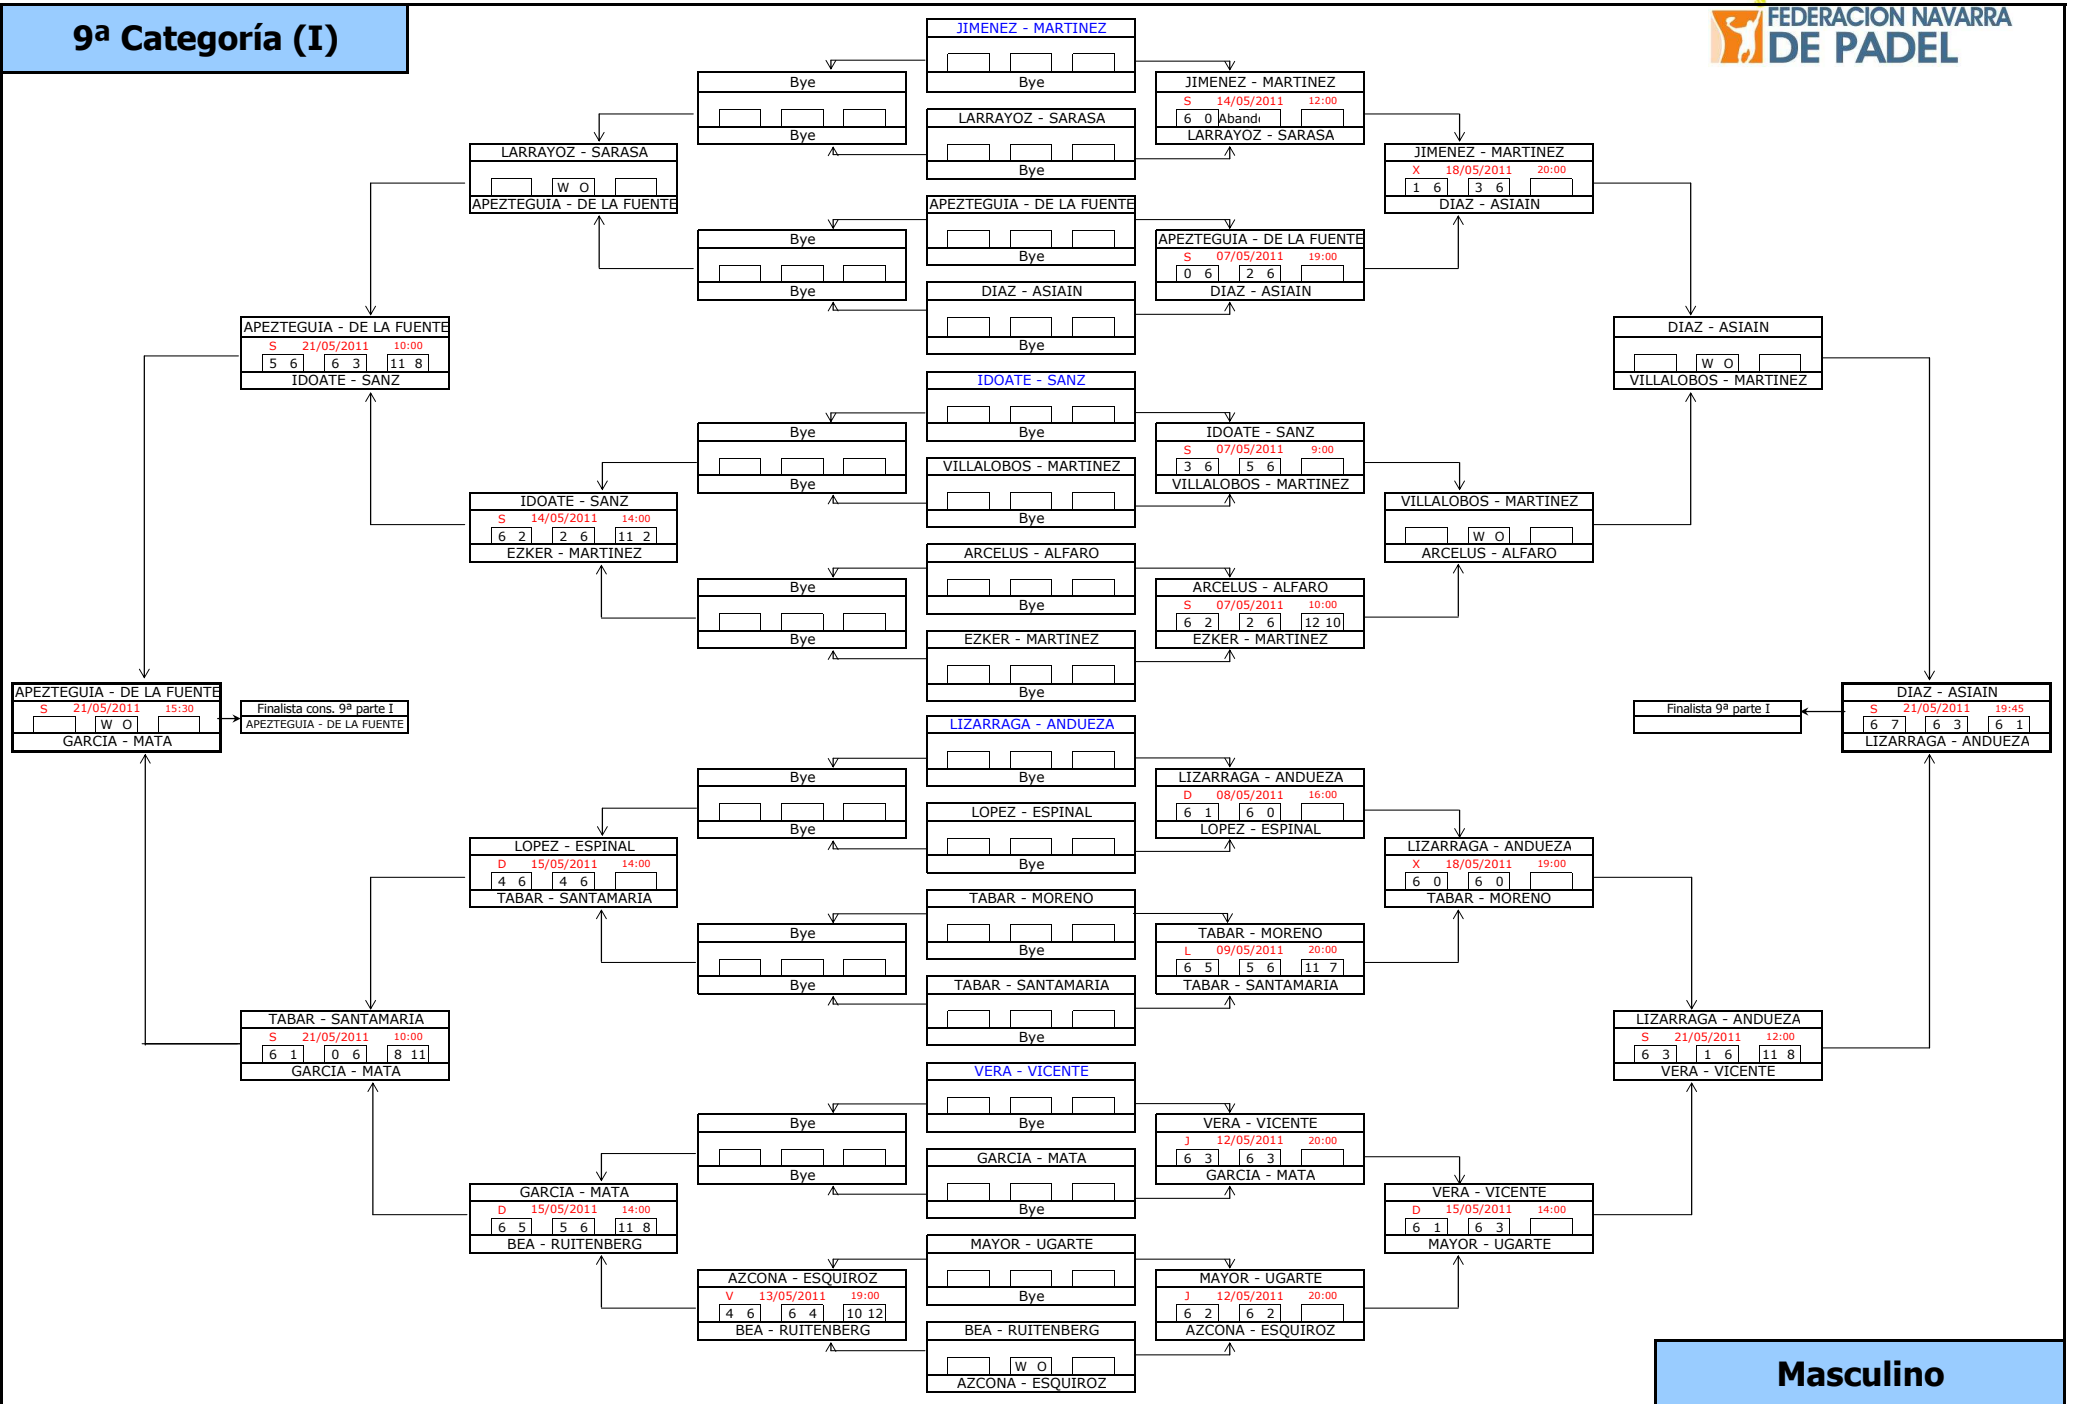 9ª Categoría (I)
FEDERACION NAVARRA
DE PADEL
JIMENEZ - MARTINEZ
Bye
LARRAYOZ - SARASA
Bye
APEZTEGUIA - DE LA FUENTE
Bye
DIAZ - ASIAIN
Bye
IDOATE - SANZ
Bye
VILLALOBOS - MARTINEZ
Bye
ARCELUS - ALFARO
Bye
EZKER - MARTINEZ
Bye
LIZARRAGA - ANDUEZA
Bye
LOPEZ - ESPINAL
Bye
TABAR - MORENO
Bye
TABAR - SANTAMARIA
Bye
VERA - VICENTE
Bye
GARCIA - MATA
Bye
MAYOR - UGARTE
Bye
BEA - RUITENBERG
W O
AZCONA - ESQUIROZ
Bye
Bye
Bye
Bye
Bye
Bye
Bye
Bye
Bye
Bye
Bye
Bye
Bye
Bye
AZCONA - ESQUIROZ
V 13/05/2011 19:00
4 6 6 4 10 12
BEA - RUITENBERG
LARRAYOZ - SARASA
W O
APEZTEGUIA - DE LA FUENTE
IDOATE - SANZ
S 14/05/2011 14:00
6 2 2 6 11 2
EZKER - MARTINEZ
LOPEZ - ESPINAL
D 15/05/2011 14:00
4 6 4 6
TABAR - SANTAMARIA
GARCIA - MATA
D 15/05/2011 14:00
6 5 5 6 11 8
BEA - RUITENBERG
APEZTEGUIA - DE LA FUENTE
S 21/05/2011 10:00
5 6 6 3 11 8
IDOATE - SANZ
TABAR - SANTAMARIA
S 21/05/2011 10:00
6 1 0 6 8 11
GARCIA - MATA
APEZTEGUIA - DE LA FUENTE
S 21/05/2011 15:30
W O
GARCIA - MATA
Finalista cons. 9ª parte I
APEZTEGUIA - DE LA FUENTE
JIMENEZ - MARTINEZ
S 14/05/2011 12:00
6 0 Aband
LARRAYOZ - SARASA
APEZTEGUIA - DE LA FUENTE
S 07/05/2011 19:00
0 6 2 6
DIAZ - ASIAIN
IDOATE - SANZ
S 07/05/2011 9:00
3 6 5 6
VILLALOBOS - MARTINEZ
ARCELUS - ALFARO
S 07/05/2011 10:00
6 2 2 6 12 10
EZKER - MARTINEZ
LIZARRAGA - ANDUEZA
D 08/05/2011 16:00
6 1 6 0
LOPEZ - ESPINAL
TABAR - MORENO
L 09/05/2011 20:00
6 5 5 6 11 7
TABAR - SANTAMARIA
VERA - VICENTE
J 12/05/2011 20:00
6 3 6 3
GARCIA - MATA
MAYOR - UGARTE
J 12/05/2011 20:00
6 2 6 2
AZCONA - ESQUIROZ
JIMENEZ - MARTINEZ
X 18/05/2011 20:00
1 6 3 6
DIAZ - ASIAIN
VILLALOBOS - MARTINEZ
W O
ARCELUS - ALFARO
LIZARRAGA - ANDUEZA
X 18/05/2011 19:00
6 0 6 0
TABAR - MORENO
VERA - VICENTE
D 15/05/2011 14:00
6 1 6 3
MAYOR - UGARTE
DIAZ - ASIAIN
W O
VILLALOBOS - MARTINEZ
LIZARRAGA - ANDUEZA
S 21/05/2011 12:00
6 3 1 6 11 8
VERA - VICENTE
Finalista 9ª parte I
DIAZ - ASIAIN
S 21/05/2011 19:45
6 7 6 3 6 1
LIZARRAGA - ANDUEZA
Masculino